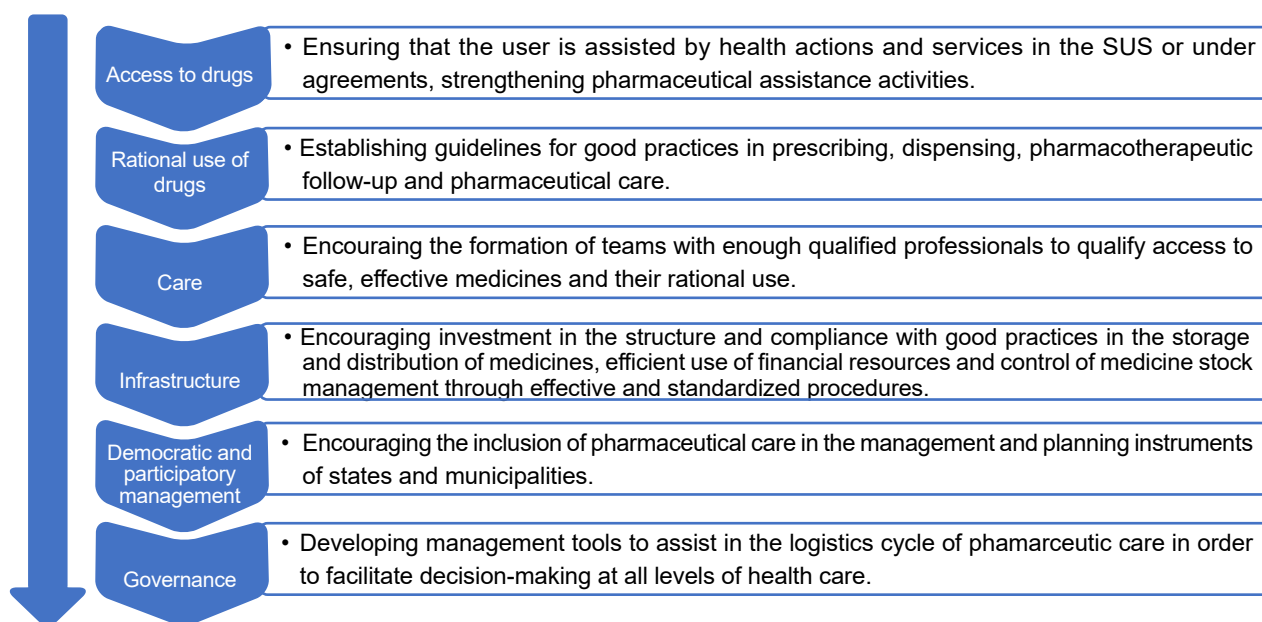 Access to drugs
• Ensuring that the user is assisted by health actions and services in the SUS or under
agreements, strengthening pharmaceutical assistance activities.
Rational use of
drugs
• Establishing guidelines for good practices in prescribing, dispensing, pharmacotherapeutic
follow-up and pharmaceutical care.
Care
• Encouraing the formation of teams with enough qualified professionals to qualify access to
safe, effective medicines and their rational use.
Infrastructure
• Encouraging investment in the structure and compliance with good practices in the storage
and distribution of medicines, efficient use of financial resources and control of medicine stock
management through effective and standardized procedures.
Democratic and
participatory
management
• Encouraging the inclusion of pharmaceutical care in the management and planning instruments
of states and municipalities.
Governance
• Developing management tools to assist in the logistics cycle of phamarceutic care in order
to facilitate decision-making at all levels of health care.